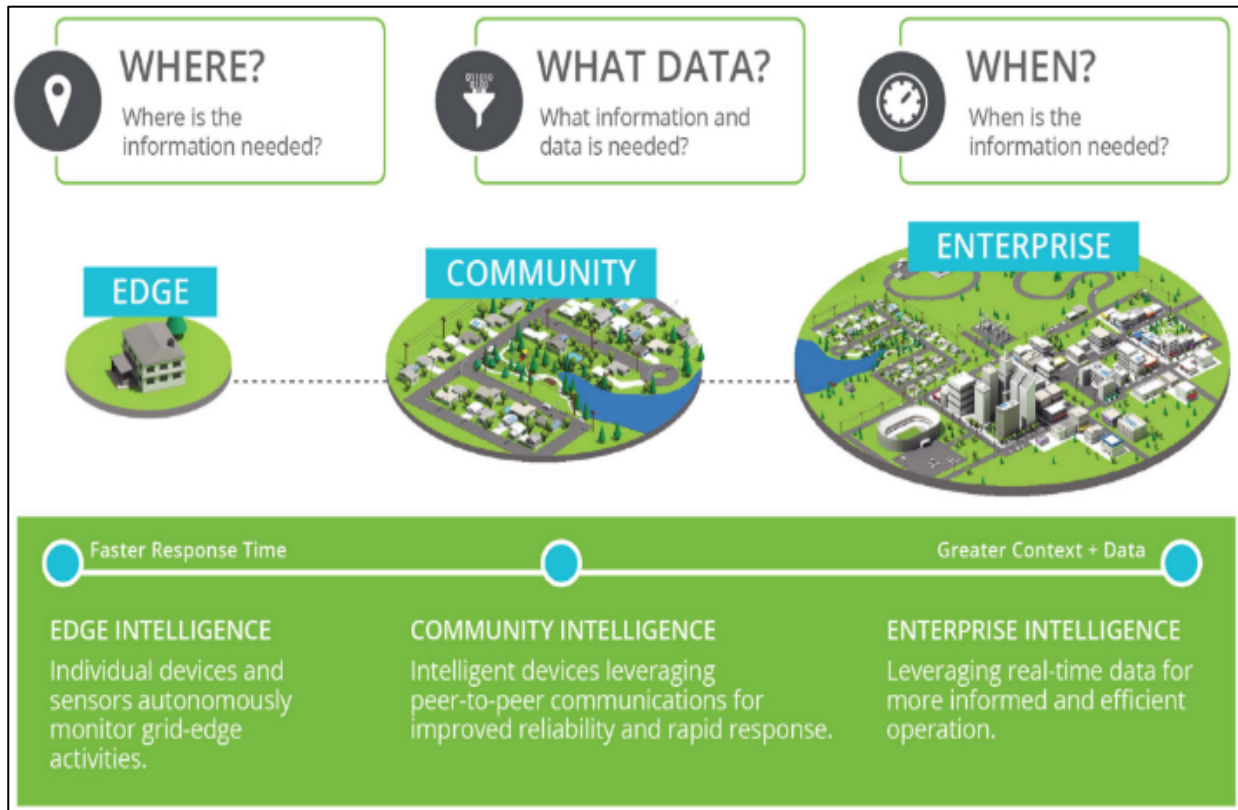 WHERE?
Where is the
information needed?
011010
0100
WHAT DATA?
What information and
data is needed?
WHEN?
When is the
information needed?
EDGE
COMMUNITY
ENTERPRISE
Faster Response Time
Greater Context + Data
EDGE INTELLIGENCE
Individual devices and
sensors autonomously
monitor grid-edge
activities.
COMMUNITY INTELLIGENCE
Intelligent devices leveraging
peer-to-peer communications for
improved reliability and rapid response.
ENTERPRISE INTELLIGENCE
Leveraging real-time data for
more informed and efficient
operation.